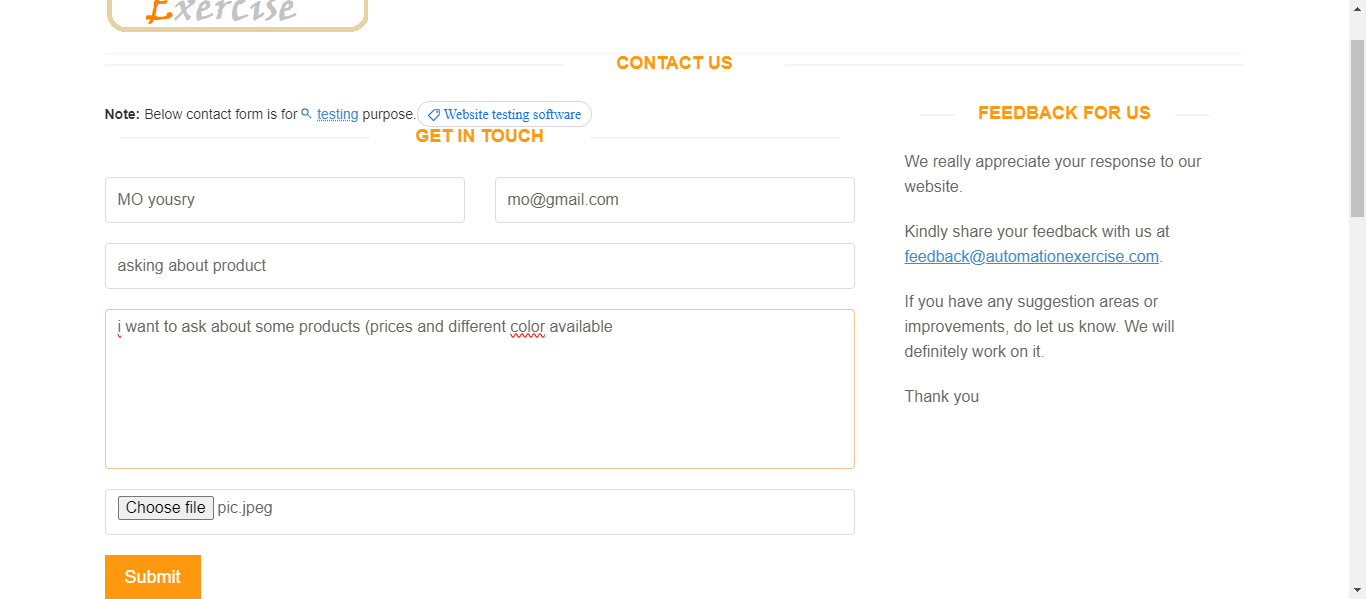 Exercise
CONTACT US
Note: Below contact form is for testing purpose. Website testing software
GET IN TOUCH
MO yousry
mo@gmail.com
asking about product
i want to ask about some products (prices and different color available
Choose file pic.jpeg
Submit
FEEDBACK FOR US
We really appreciate your response to our
website.
Kindly share your feedback with us at
feedback@automationexercise.com.
If you have any suggestion areas or
improvements, do let us know. We will
definitely work on it.
Thank you